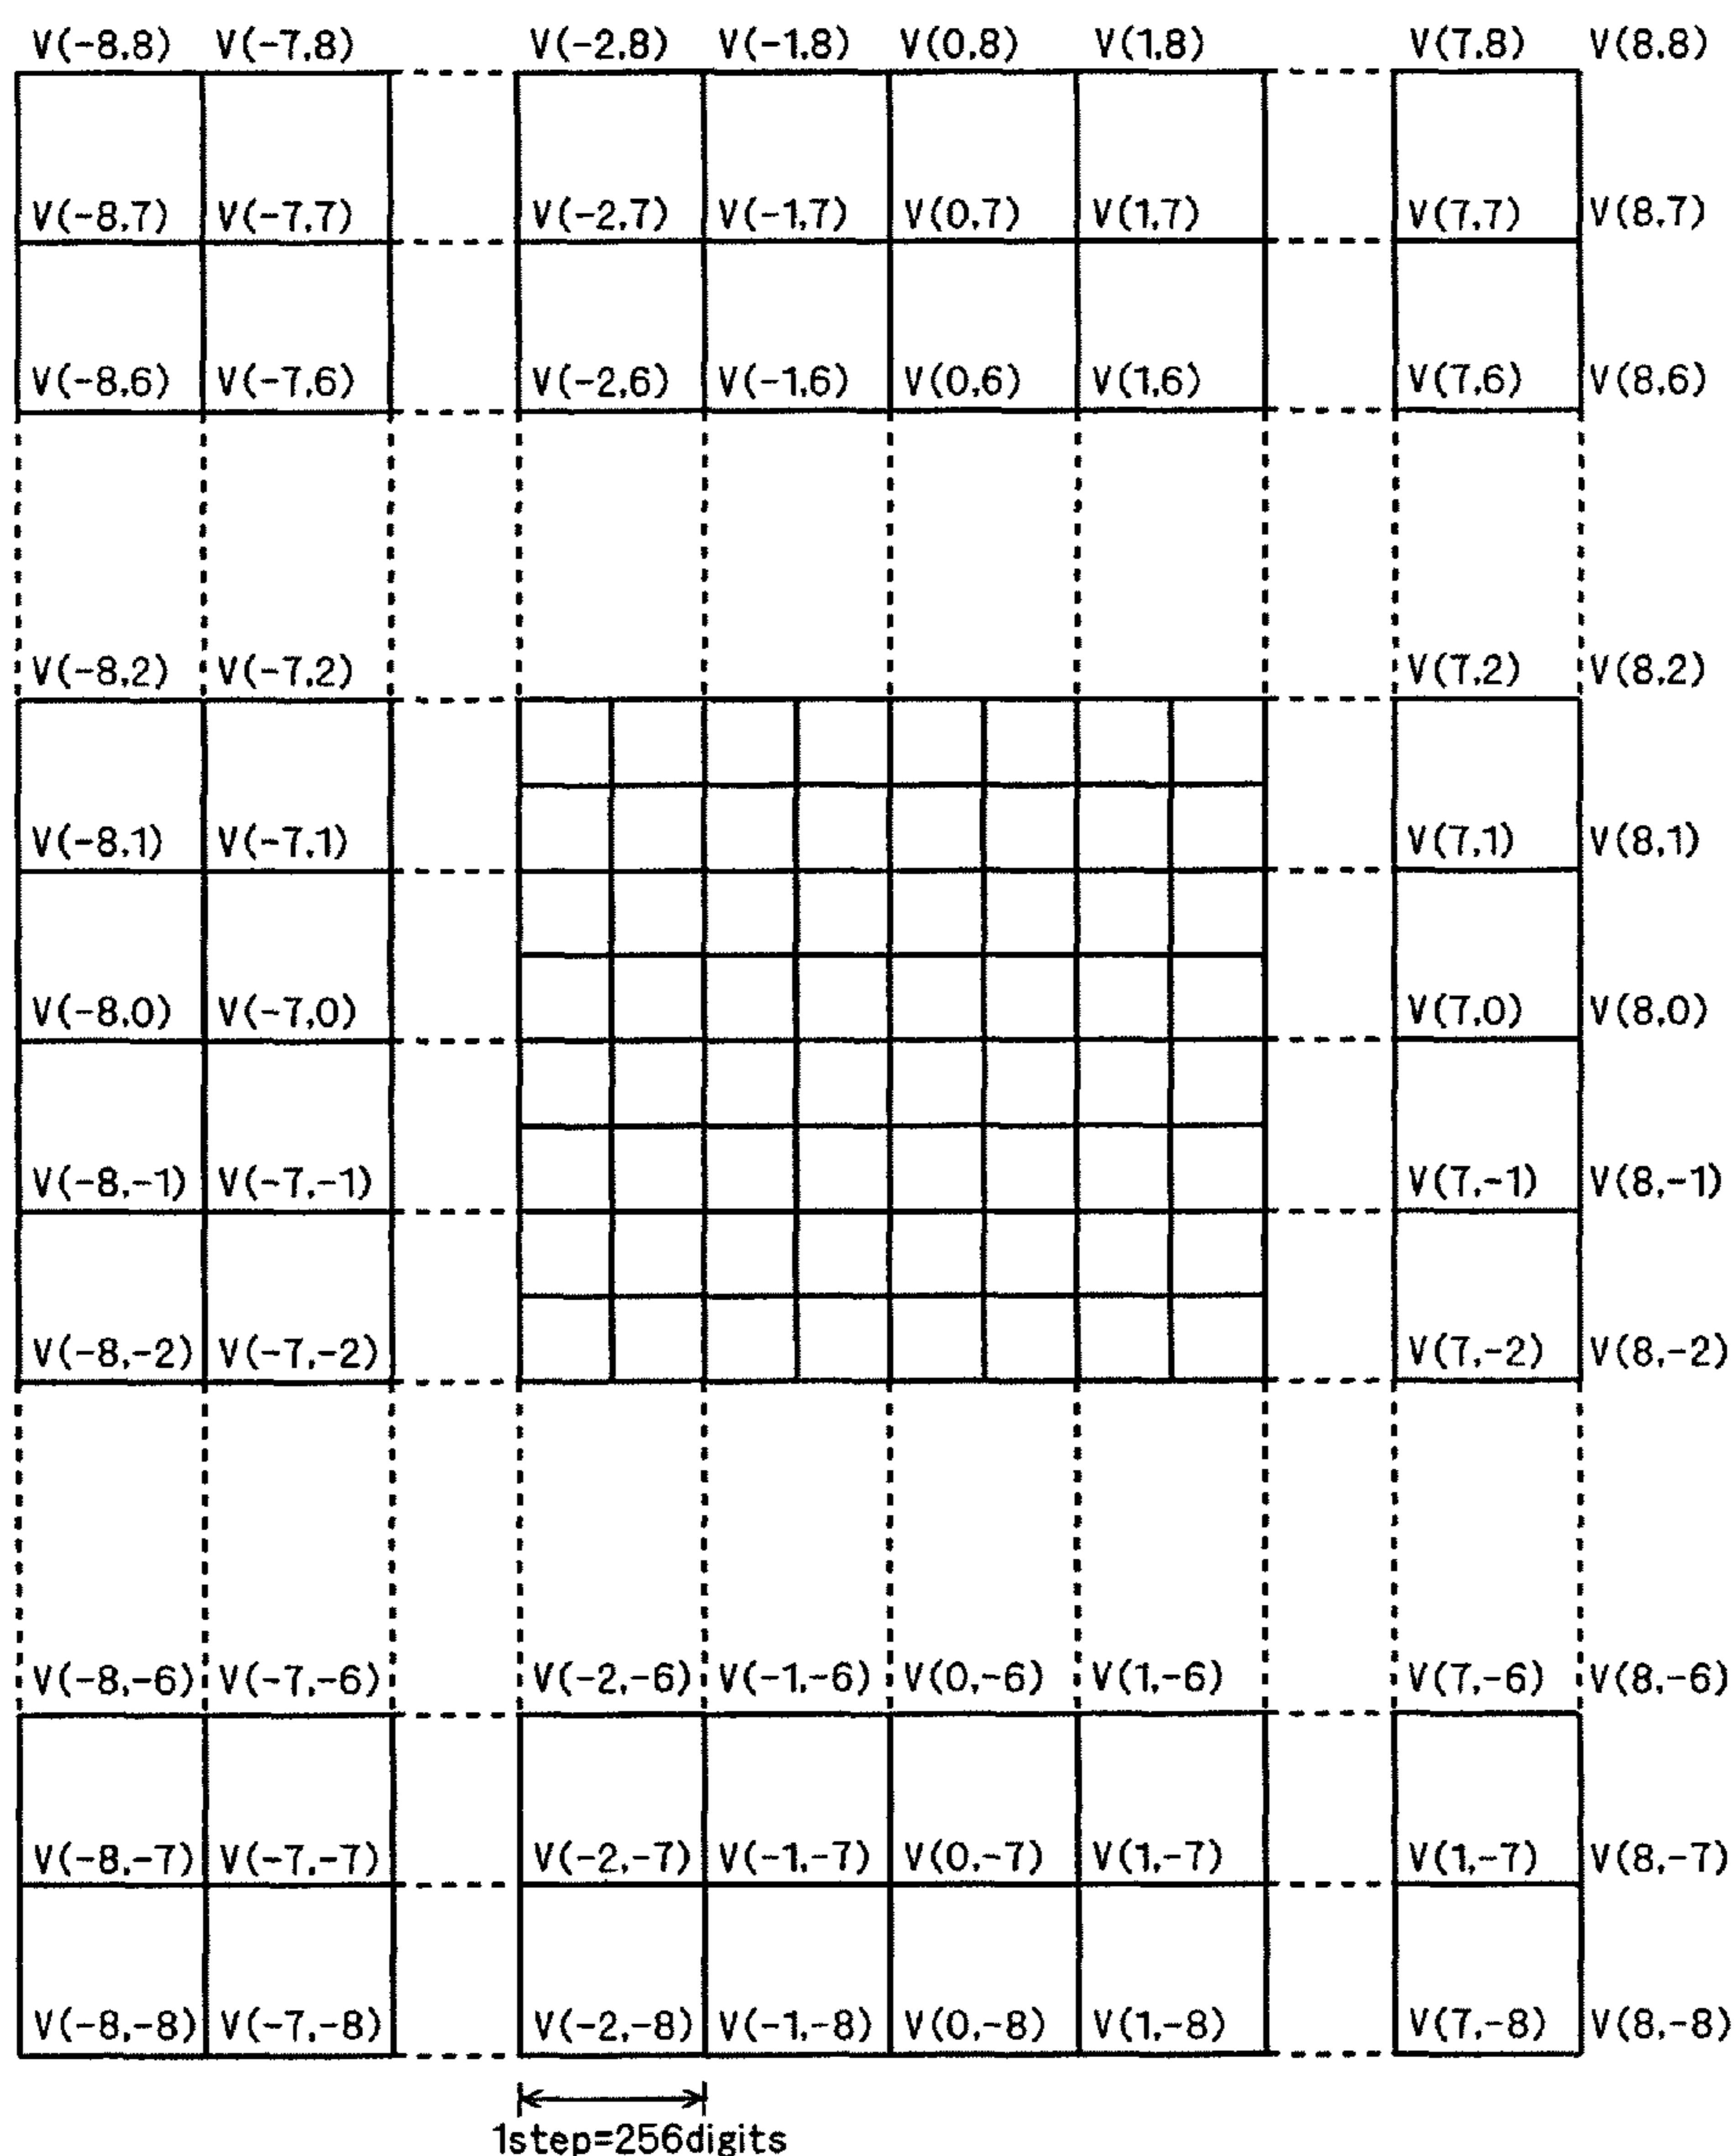 V(-8,8) V(-7,8) V(-2,8) V(-1,8) V(0,8) V(1,8) V(7,8) V(8,8)
V(-8,7) V(-7,7) V(-2,7) V(-1,7) V(0,7) V(1,7) V(7,7) V(8,7)
V(-8,6) V(-7,6) V(-2,6) V(-1,6) V(0,6) V(1,6) V(7,6) V(8,6)
V(-8,2) V(-7,2) V(7,2) V(8,2)
V(-8,1) V(-7,1) V(7,1) V(8,1)
V(-8,0) V(-7,0) V(7,0) V(8,0)
V(-8,-1) V(-7,-1) V(7,-1) V(8,-1)
V(-8,-2) V(-7,-2) V(7,-2) V(8,-2)
V(-8,-6) V(-7,-6) V(-2,-6) V(-1,-6) V(0,-6) V(1,-6) V(7,-6) V(8,-6)
V(-8,-7) V(-7,-7) V(-2,-7) V(-1,-7) V(0,-7) V(1,-7) V(1,-7) V(8,-7)
V(-8,-8) V(-7,-8) V(-2,-8) V(-1,-8) V(0,-8) V(1,-8) V(7,-8) V(8,-8)
1step=256digits